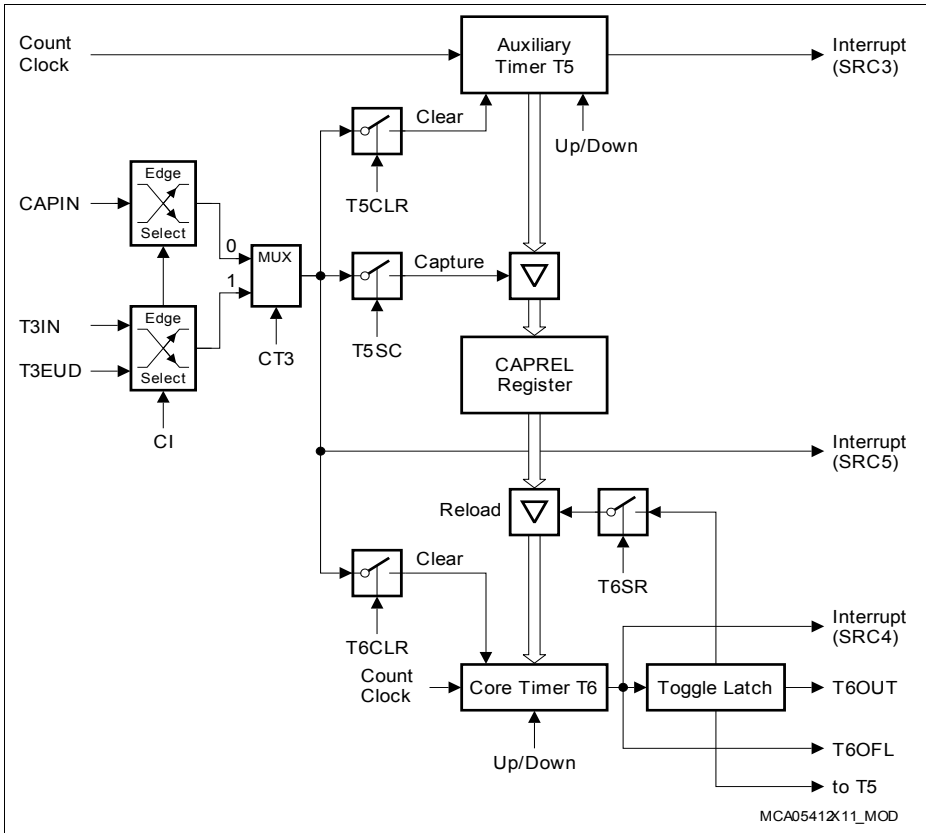 Count
Clock
Auxiliary
Timer T5
Interrupt
(SRC3)
Clear
Up/Down
T5CLR
Edge
Select
CAPIN
0
MUX
1
Capture
T3IN
T3EUD
Edge
Select
CT3
T5SC
CAPREL
Register
CI
Interrupt
(SRC5)
Reload
Clear
T6SR
T6CLR
Interrupt
(SRC4)
Count
Clock
Core Timer T6
Toggle Latch
T6OUT
T6OFL
Up/Down
to T5
MCA05412X11_MOD